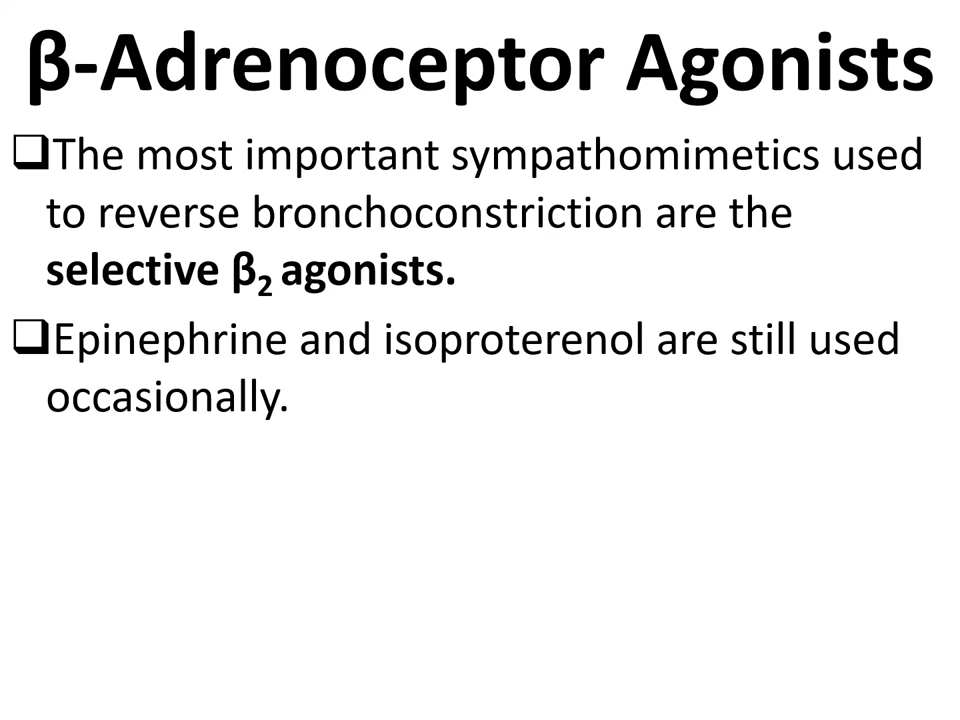 β-Adrenoceptor Agonists
❑The most important sympathomimetics used
to reverse bronchoconstriction are the
selective β₂ agonists.
❑Epinephrine and isoproterenol are still used
occasionally.